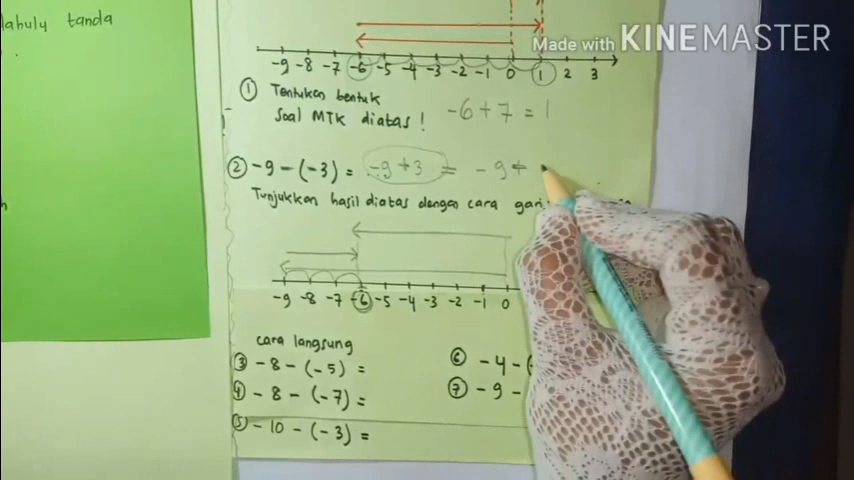 lahulu tanda
Made with KINEMASTER
-9 -8 -7 -6 -5 -4 -3 -2 -1 0 1 2 3
① Tentukan bentuk
Soal MTK diatas! -6+7 = 1
② -9 - (-3) = -9 + 3 = -9 +
Tunjukkan hasil diatas dengan cara
-9 -8 -7 -6 -5 -4 -3 -2 -1 0
cara langsung
③ -8 - (-5) =
④ -8 - (-7) =
⑤ -10 - (-3) =
⑥ -4 - (
⑦ -9 -